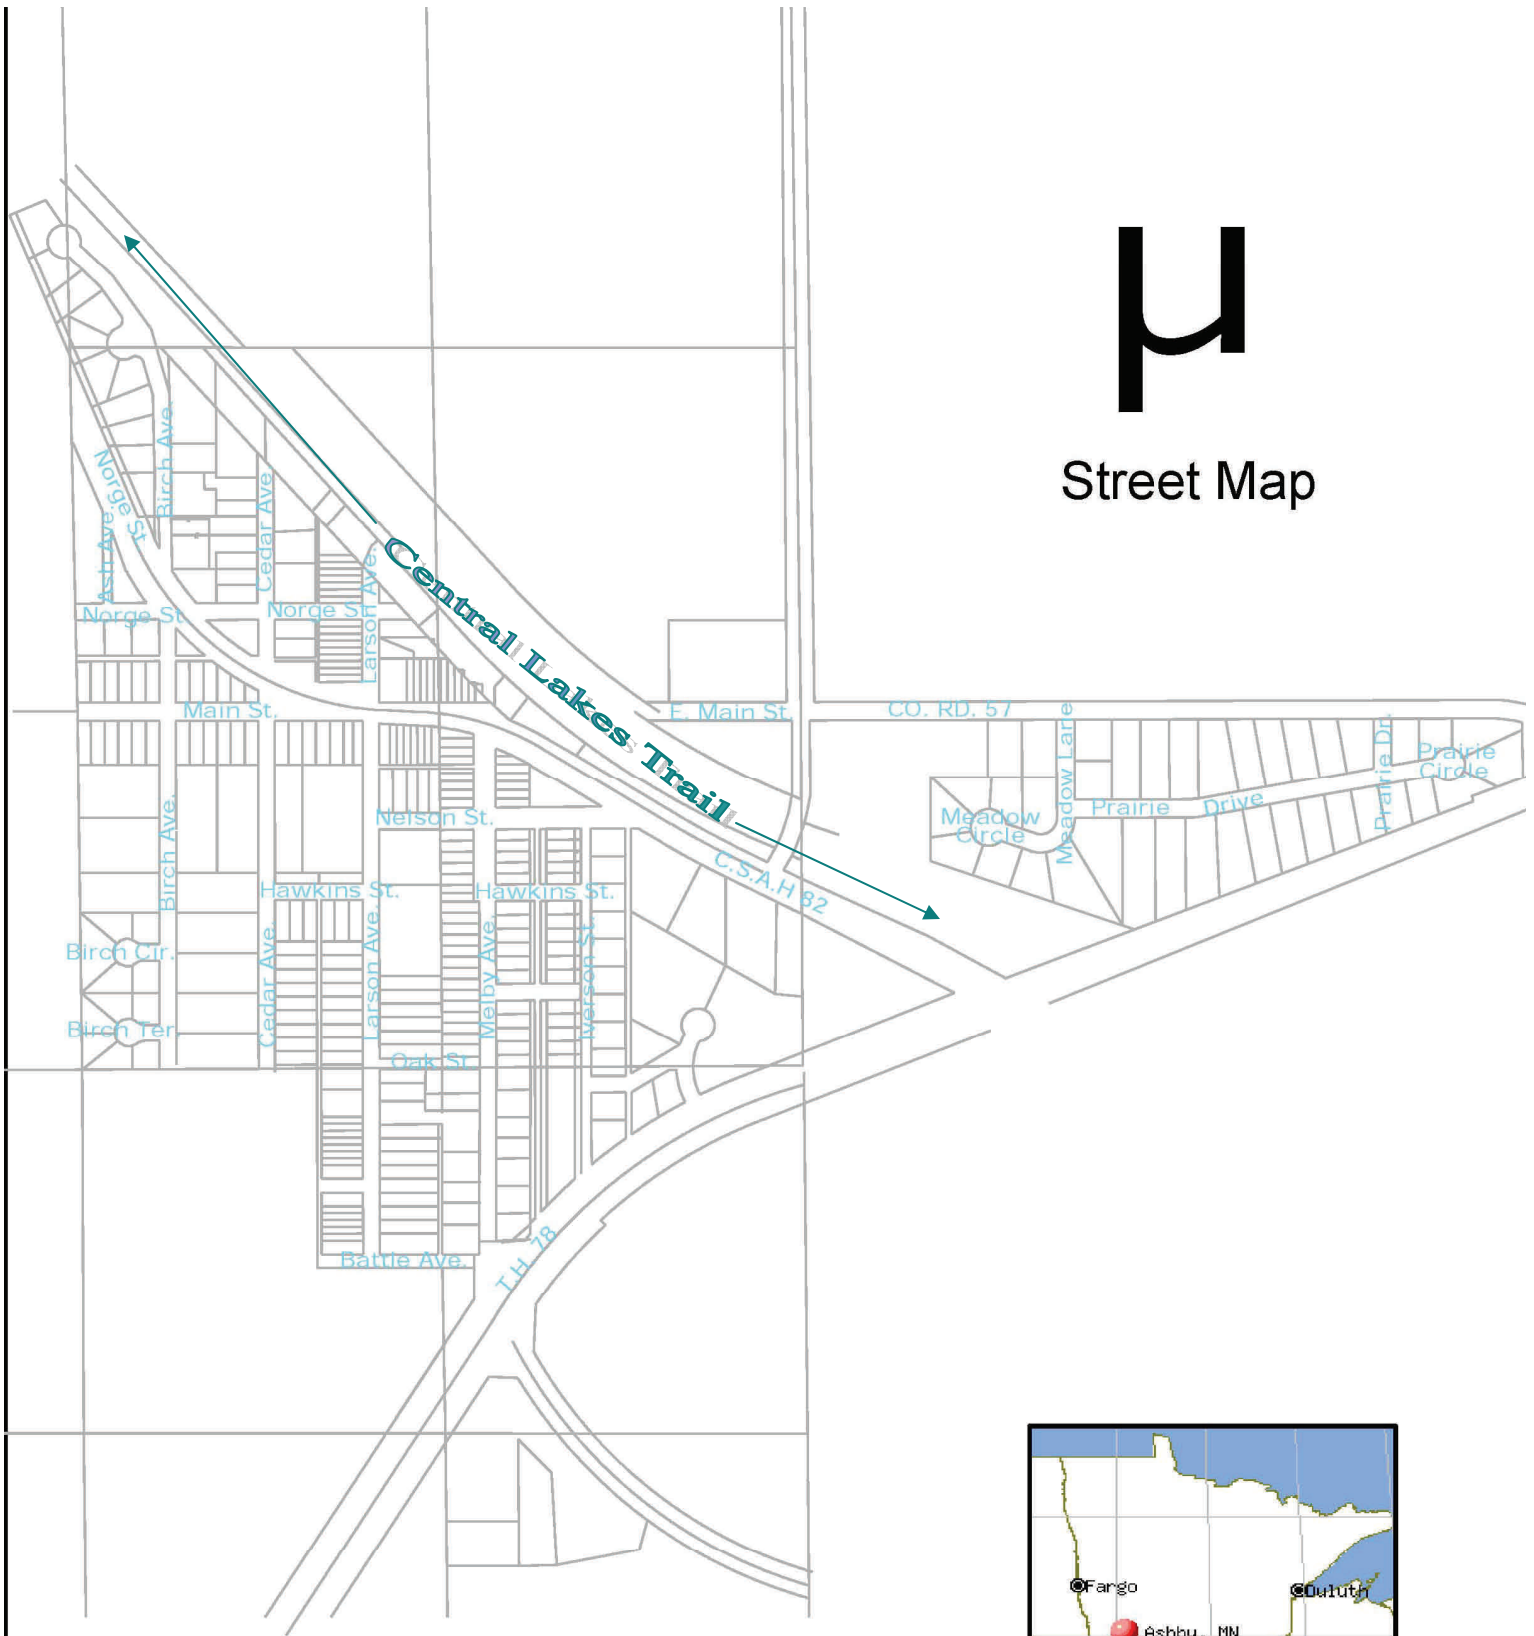 µ
Street Map
Norge St
Birch Ave.
Ash Ave.
Cedar Ave
Larson Ave.
Norge St.
Norge St
Central Lakes Trail
Main St.
E. Main St.
CO. RD. 57
Meadow Lane
Prairie Dr.
Prairie
Circle
Prairie Drive
Meadow
Circle
Nelson St.
C.S.A.H 82
Birch Ave.
Hawkins St.
Hawkins St.
Birch Cir.
Cedar Ave.
Larson Ave.
Melby Ave.
Iverson St.
Birch Ter.
Oak St.
Battle Ave.
T.H. 78
Fargo
Duluth
Ashby, MN